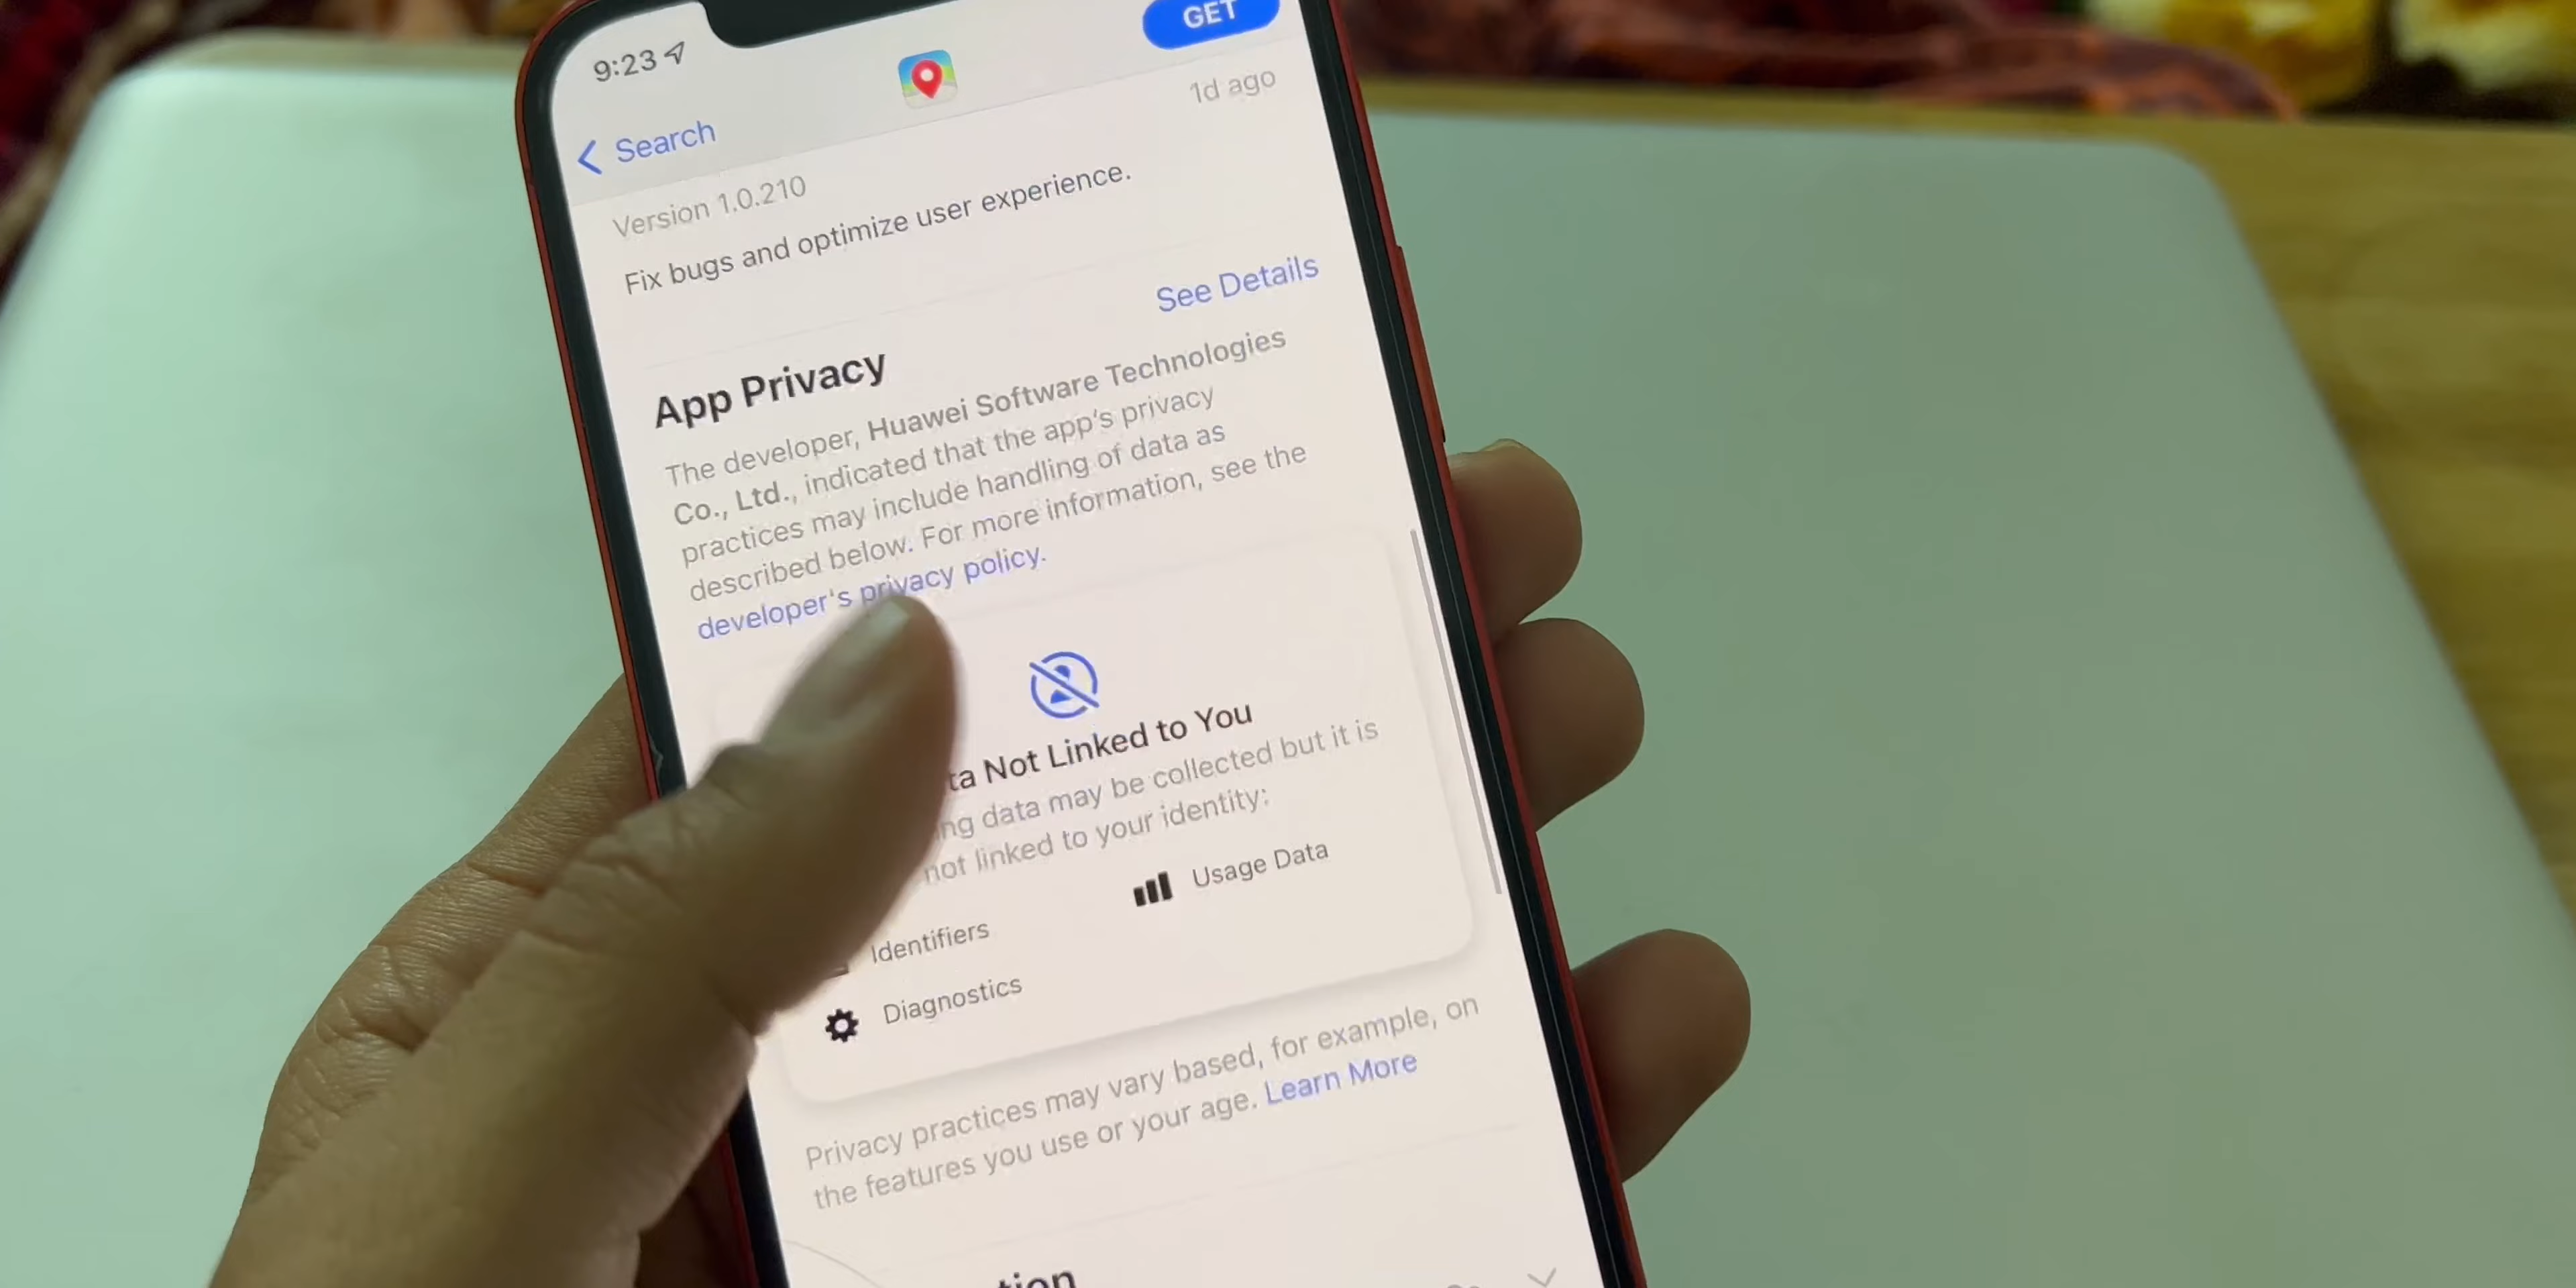 9:23
GET
Search
1d ago
Version 1.0.210
Fix bugs and optimize user experience.
See Details
App Privacy
The developer, Huawei Software Technologies
Co., Ltd., indicated that the app's privacy
practices may include handling of data as
described below. For more information, see the
developer's privacy policy.
Not Linked to You
data may be collected but it is
not linked to your identity:
Usage Data
Identifiers
Diagnostics
Privacy practices may vary based, for example, on
the features you use or your age. Learn More